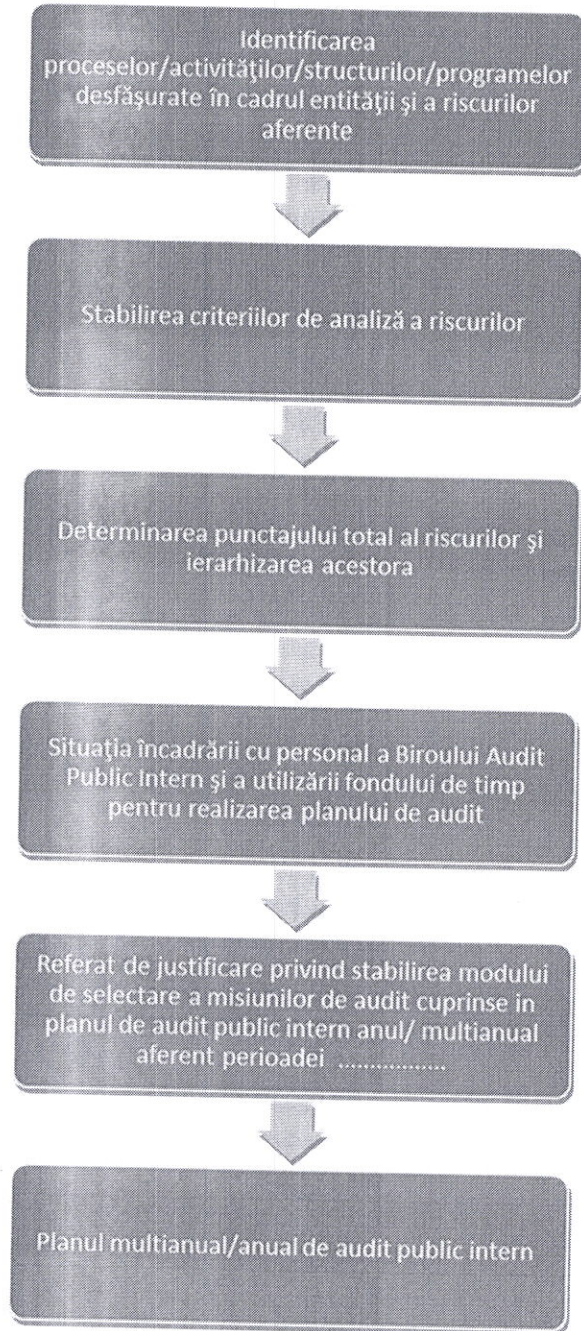 Identificarea
proceselor/activităţilor/structurilor/programelor
desfăşurate în cadrul entităţii şi a riscurilor
aferente
Stabilirea criteriilor de analiză a riscurilor
Determinarea punctajului total al riscurilor şi
ierarhizarea acestora
Situaţia încadrării cu personal a Biroului Audit
Public Intern şi a utilizării fondului de timp
pentru realizarea planului de audit
Referat de justificare privind stabilirea modului
de selectare a misiunilor de audit cuprinse in
planul de audit public intern anul/ multianual
aferent perioadei .................
Planul multianual/anual de audit public intern